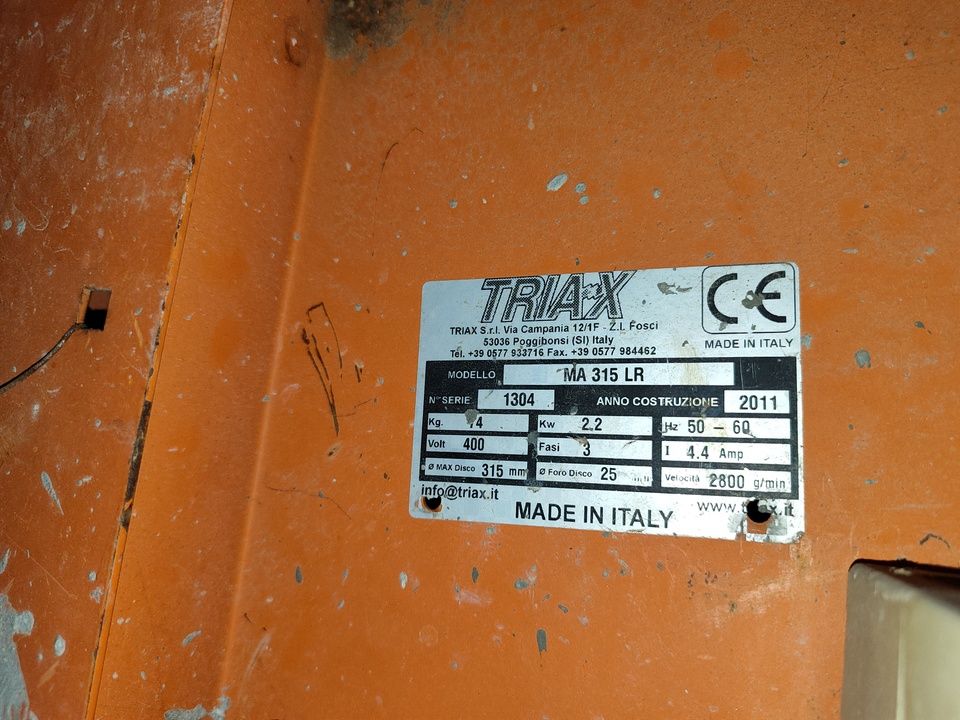 TRIAX
CE
TRIAX S.r.l. Via Campania 12/1F - Z.I. Fosci
53036 Poggibonsi (SI) Italy
MADE IN ITALY
Tel. +39 0577 933716 Fax. +39 0577 984462
MODELLO MA 315 LR
N° SERIE 1304 ANNO COSTRUZIONE 2011
Kg. Kw 2.2 Hz 50 - 60
Volt 400 Fasi 3 I 4.4 Amp
Ø MAX Disco 315 mm Ø Foro Disco 25 Velocità 2800 g/min
info@triax.it
MADE IN ITALY